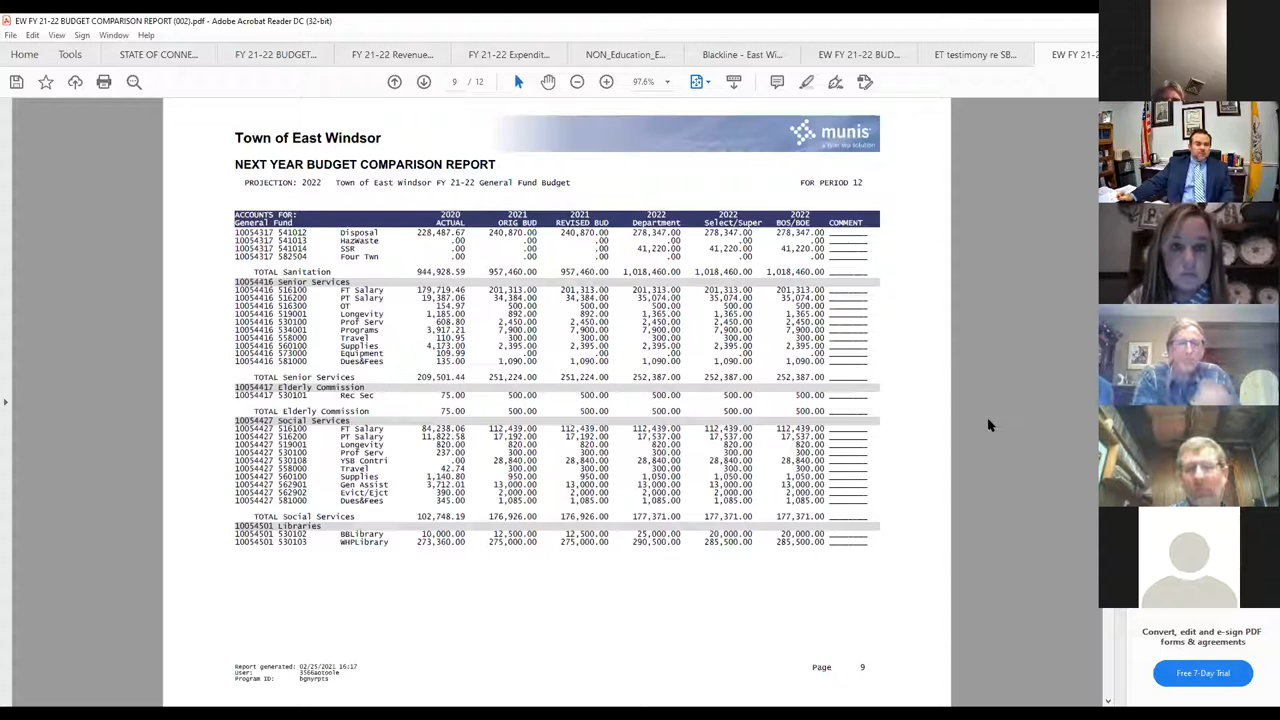 EW FY 21-22 BUDGET COMPARISON REPORT (002).pdf - Adobe Acrobat Reader DC (32-bit)
File Edit View Sign Window Help
Home Tools STATE OF CONNE... FY 21-22 BUDGET... FY 21-22 Revenue... FY 21-22 Expendit... NON_Education_E... Blackline - East Wi... EW FY 21-22 BUD... ET testimony re SB... EW FY 21-22
9 / 12 97.6%
Town of East Windsor
munis
a tyler erp solution
NEXT YEAR BUDGET COMPARISON REPORT
PROJECTION: 2022 Town of East Windsor FY 21-22 General Fund Budget FOR PERIOD 12
ACCOUNTS FOR: 2020 2021 2021 2022 2022 2022
General Fund ACTUAL ORIG BUD REVISED BUD Department Select/Super BOS/BOE COMMENT
10054317 541012 Disposal 228,487.67 240,870.00 240,870.00 278,347.00 278,347.00 278,347.00
10054317 541013 HazWaste .00 .00 .00 .00 .00 .00
10054317 541014 SSR .00 .00 .00 41,220.00 41,220.00 41,220.00
10054317 582504 Four Twn .00 .00 .00 .00 .00 .00
TOTAL Sanitation 944,928.59 957,460.00 957,460.00 1,018,460.00 1,018,460.00 1,018,460.00
10054416 Senior Services
10054416 516100 FT Salary 179,719.46 201,313.00 201,313.00 201,313.00 201,313.00 201,313.00
10054416 516200 PT Salary 19,387.06 34,384.00 34,384.00 35,074.00 35,074.00 35,074.00
10054416 516300 OT 154.97 500.00 500.00 500.00 500.00 500.00
10054416 519001 Longevity 1,185.00 892.00 892.00 1,365.00 1,365.00 1,365.00
10054416 530100 Prof Serv 608.80 2,450.00 2,450.00 2,450.00 2,450.00 2,450.00
10054416 534001 Programs 3,917.21 7,900.00 7,900.00 7,900.00 7,900.00 7,900.00
10054416 558000 Travel 110.95 300.00 300.00 300.00 300.00 300.00
10054416 560100 Supplies 4,173.00 2,395.00 2,395.00 2,395.00 2,395.00 2,395.00
10054416 573000 Equipment 109.99 .00 .00 .00 .00 .00
10054416 581000 Dues&Fees 135.00 1,090.00 1,090.00 1,090.00 1,090.00 1,090.00
TOTAL Senior Services 209,501.44 251,224.00 251,224.00 252,387.00 252,387.00 252,387.00
10054417 Elderly Commission
10054417 530101 Rec Sec 75.00 500.00 500.00 500.00 500.00 500.00
TOTAL Elderly Commission 75.00 500.00 500.00 500.00 500.00 500.00
10054427 Social Services
10054427 516100 FT Salary 84,238.06 112,439.00 112,439.00 112,439.00 112,439.00 112,439.00
10054427 516200 PT Salary 11,822.58 17,192.00 17,192.00 17,537.00 17,537.00 17,537.00
10054427 519001 Longevity 820.00 820.00 820.00 820.00 820.00 820.00
10054427 530100 Prof Serv 237.00 300.00 300.00 300.00 300.00 300.00
10054427 530108 YSB Contri .00 28,840.00 28,840.00 28,840.00 28,840.00 28,840.00
10054427 558000 Travel 42.74 300.00 300.00 300.00 300.00 300.00
10054427 560100 Supplies 1,140.80 950.00 950.00 1,050.00 1,050.00 1,050.00
10054427 562901 Gen Assist 3,712.01 13,000.00 13,000.00 13,000.00 13,000.00 13,000.00
10054427 562902 Evict/Ejct 390.00 2,000.00 2,000.00 2,000.00 2,000.00 2,000.00
10054427 581000 Dues&Fees 345.00 1,085.00 1,085.00 1,085.00 1,085.00 1,085.00
TOTAL Social Services 102,748.19 176,926.00 176,926.00 177,371.00 177,371.00 177,371.00
10054501 Libraries
10054501 530102 BBLibrary 10,000.00 12,500.00 12,500.00 25,000.00 20,000.00 20,000.00
10054501 530103 WHPLibrary 273,360.00 275,000.00 275,000.00 290,500.00 285,500.00 285,500.00
Report generated: 02/25/2021 16:17
User: 3566aotoole
Program ID: bgnyrpts
Page 9
Convert, edit and e-sign PDF
forms & agreements
Free 7-Day Trial